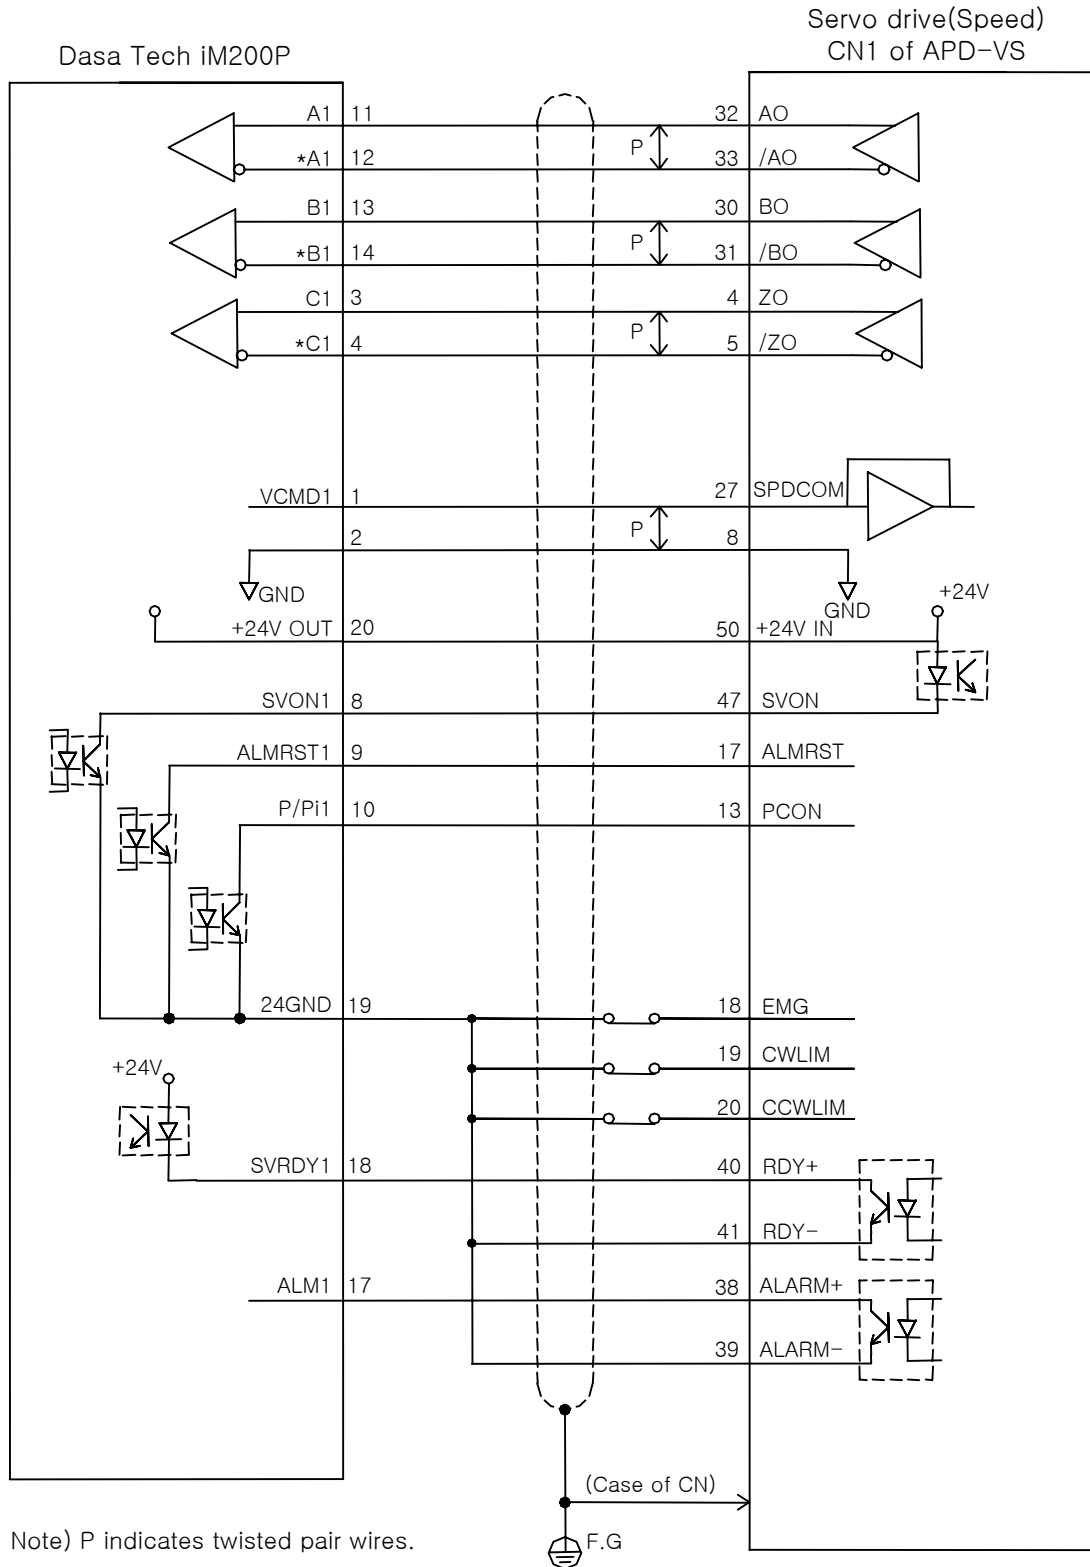 Servo drive(Speed)
Dasa Tech iM200P
CN1 of APD-VS
A1 11 32 AO
P
*A1 12 33 /AO
B1 13 30 BO
P
*B1 14 31 /BO
C1 3 4 ZO
P
*C1 4 5 /ZO
VCMD1 1 27 SPDCOM
P
2 8
GND GND
+24V
+24V OUT 20 50 +24V IN
SVON1 8 47 SVON
ALMRST1 9 17 ALMRST
P/Pi1 10 13 PCON
24GND 19 18 EMG
19 CWLIM
+24V
20 CCWLIM
SVRDY1 18 40 RDY+
41 RDY-
ALM1 17 38 ALARM+
39 ALARM-
(Case of CN)
Note) P indicates twisted pair wires.
F.G